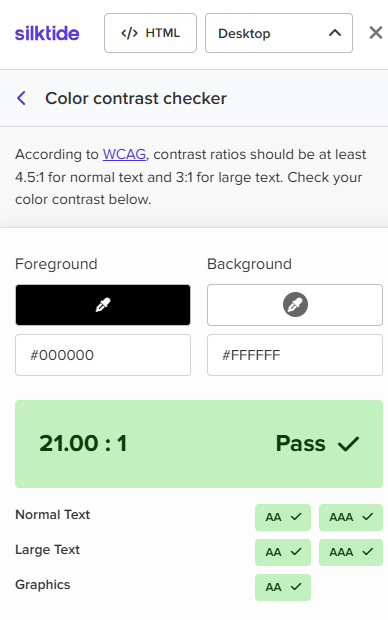 silktide
</> HTML
Desktop
Color contrast checker
According to WCAG, contrast ratios should be at least
4.5:1 for normal text and 3:1 for large text. Check your
color contrast below.
Foreground
Background
#000000
#FFFFFF
21.00 : 1
Pass
Normal Text
AA
AAA
Large Text
AA
AAA
Graphics
AA